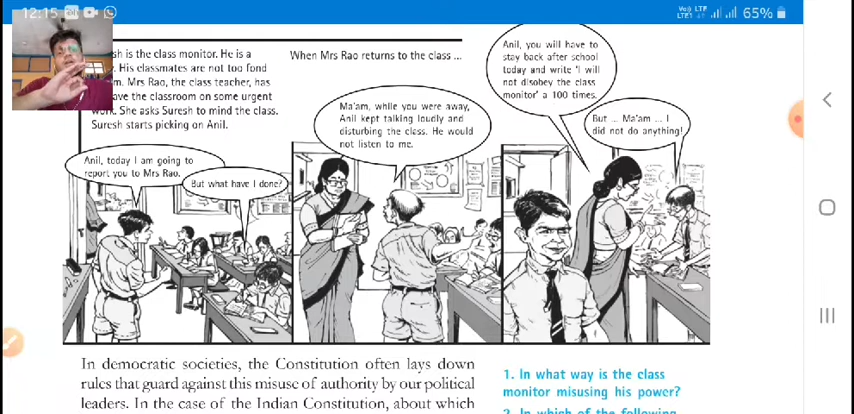 12:15
65%
sh is the class monitor. He is a
His classmates are not too fond
m. Mrs Rao, the class teacher, has
ave the classroom on some urgent
work. She asks Suresh to mind the class.
Suresh starts picking on Anil.
Anil, today I am going to
report you to Mrs Rao.
But what have I done?
When Mrs Rao returns to the class ...
Ma'am, while you were away,
Anil kept talking loudly and
disturbing the class. He would
not listen to me.
Anil, you will have to
stay back after school
today and write 'I will
not disobey the class
monitor' a 100 times.
But ... Ma'am ... I
did not do anything!
In democratic societies, the Constitution often lays down
rules that guard against this misuse of authority by our political
leaders. In the case of the Indian Constitution, about which
1. In what way is the class
monitor misusing his power?
2. In which of the following